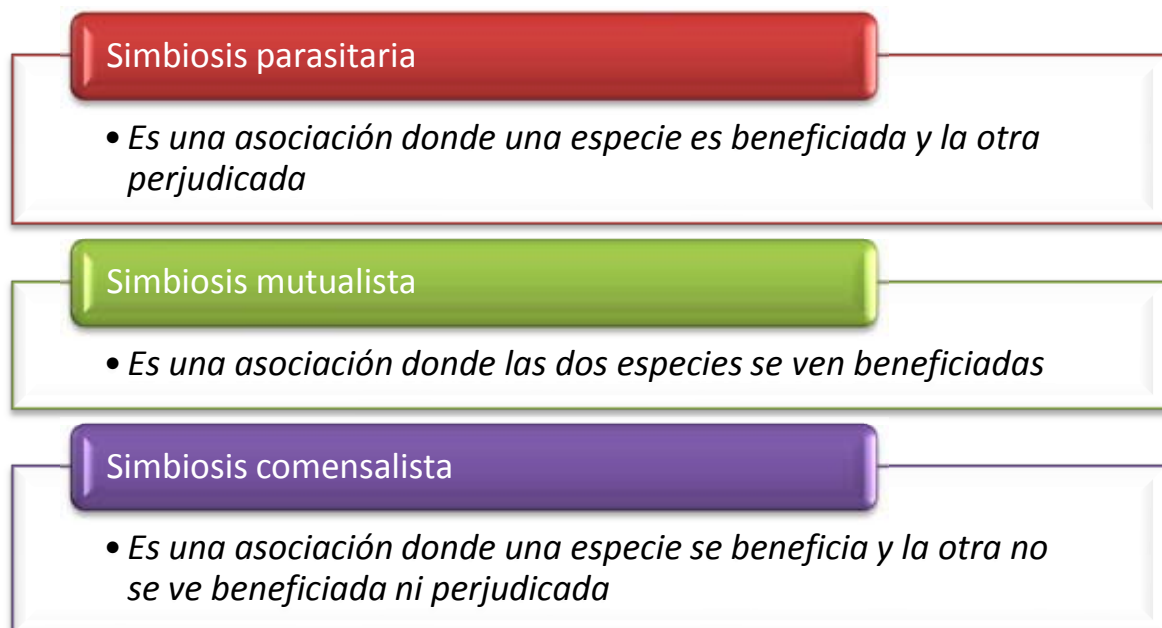 Simbiosis parasitaria
• Es una asociación donde una especie es beneficiada y la otra
perjudicada
Simbiosis mutualista
• Es una asociación donde las dos especies se ven beneficiadas
Simbiosis comensalista
• Es una asociación donde una especie se beneficia y la otra no
se ve beneficiada ni perjudicada